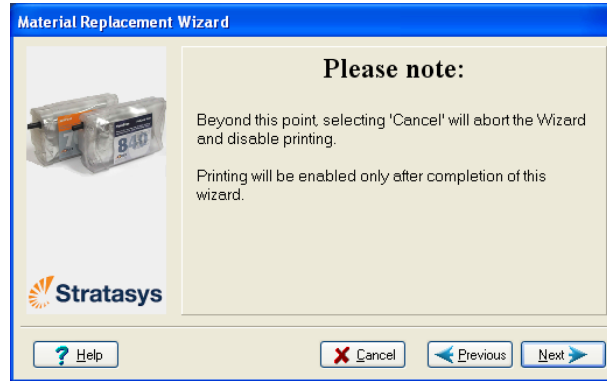 Material Replacement Wizard
Please note:
Beyond this point, selecting 'Cancel' will abort the Wizard
and disable printing.
Printing will be enabled only after completion of this
wizard.
840
Stratasys
Help
Cancel
Previous
Next